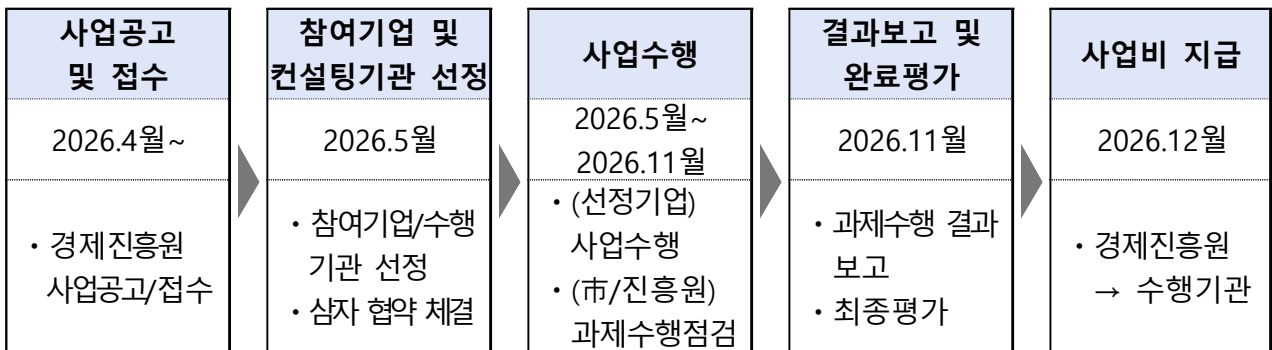 사업공고
및 접수
2026.4월~
・경제진흥원
사업공고/접수
참여기업 및
컨설팅기관 선정
2026.5월
・참여기업/수행
기관 선정
・삼자 협약 체결
사업수행
2026.5월~
2026.11월
・(선정기업)
사업수행
・(市/진흥원)
과제수행점검
결과보고 및
완료평가
2026.11월
・과제수행 결과
보고
・최종평가
사업비 지급
2026.12월
・경제진흥원
→ 수행기관